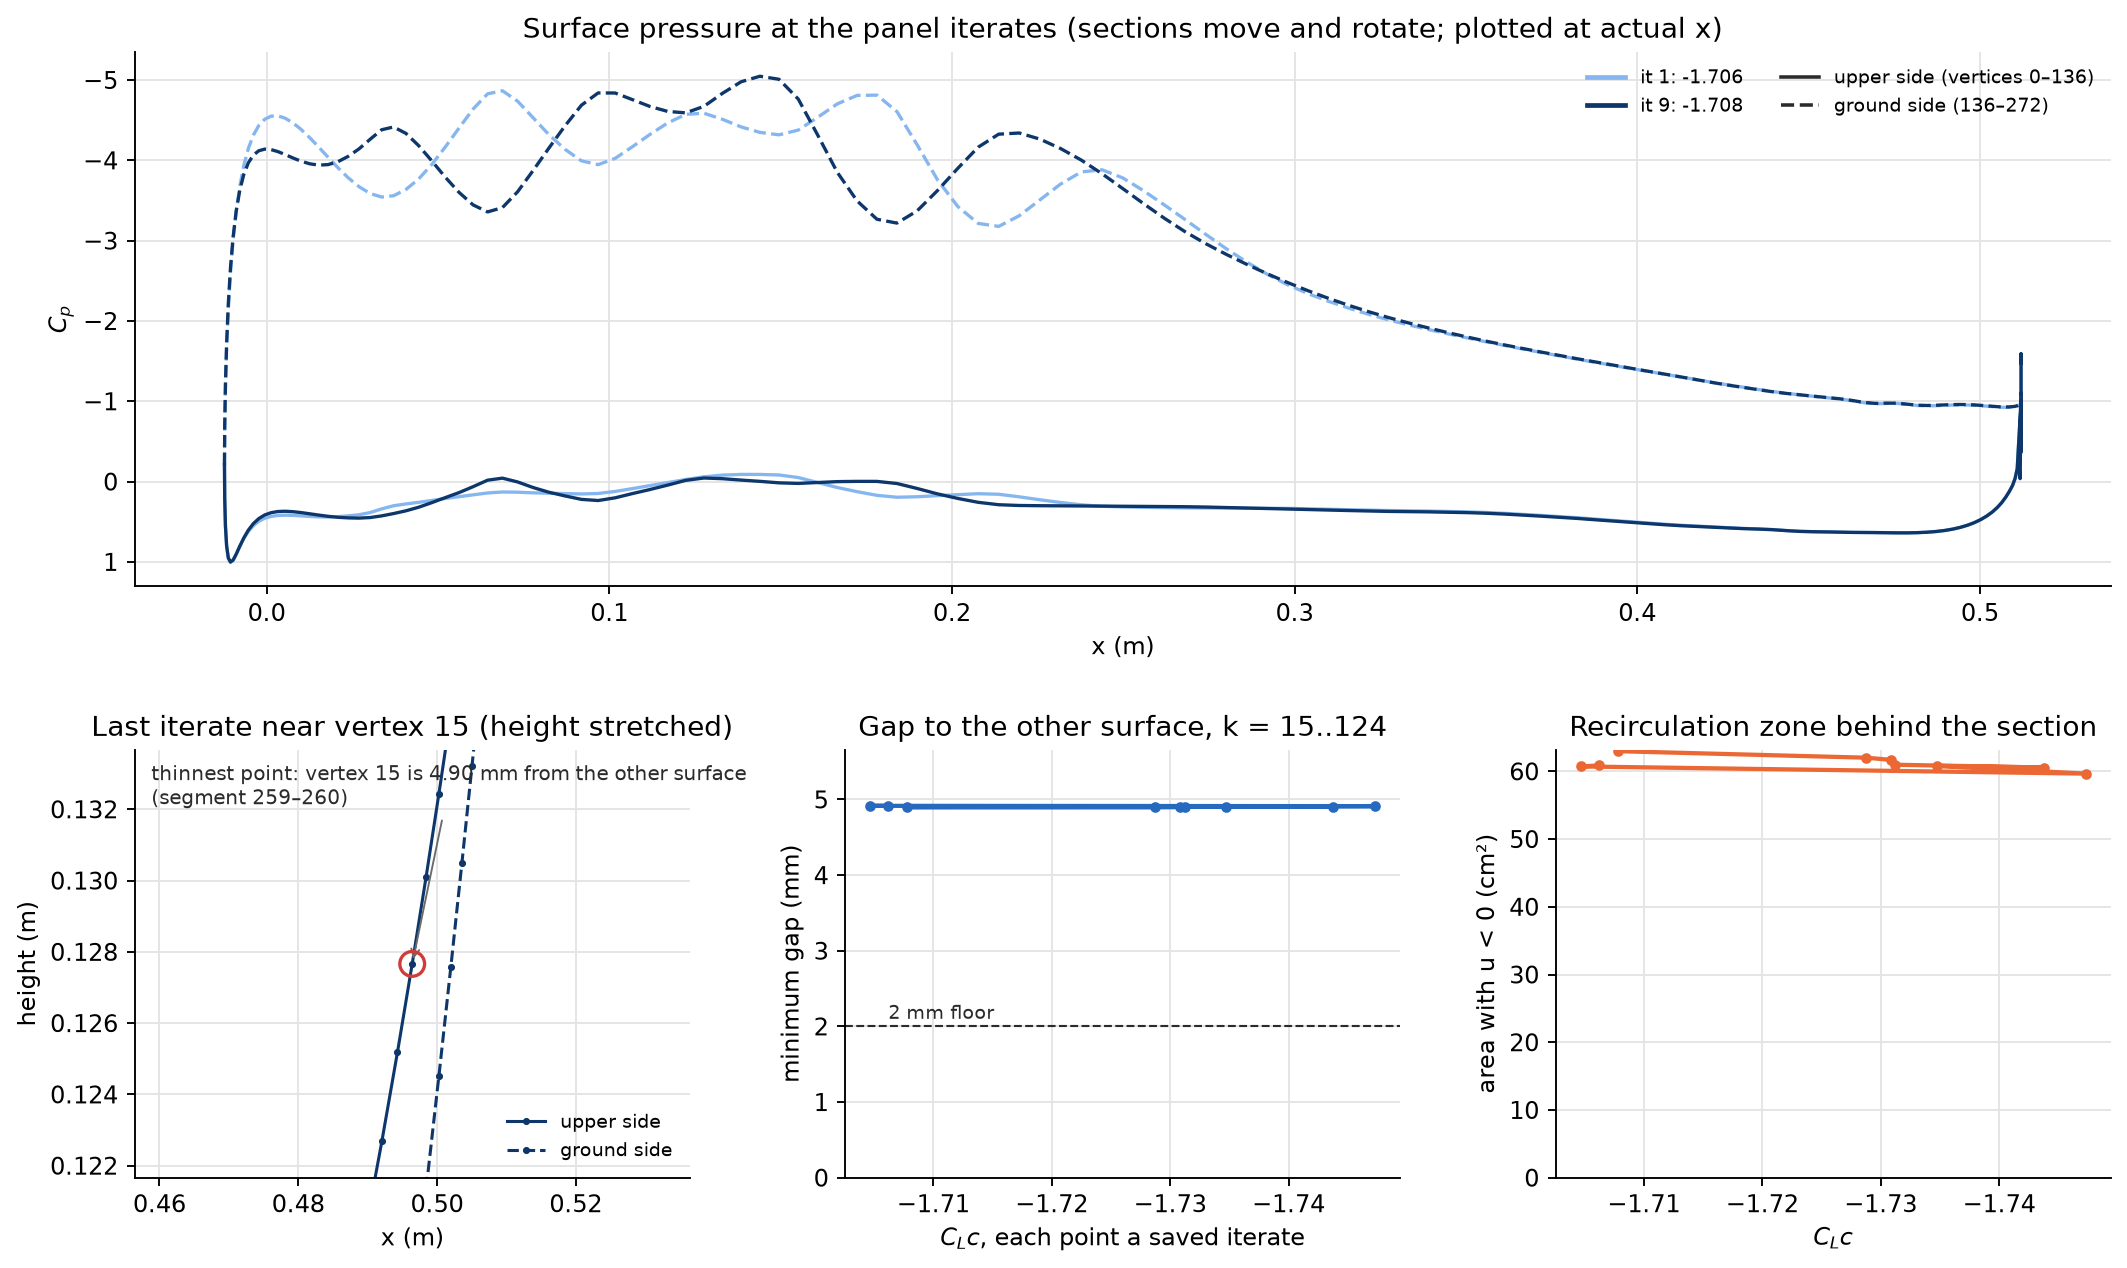 Surface pressure at the panel iterates (sections move and rotate; plotted at actual x)
−5
−4
−3
−2
−1
0
1
C_p
it 1: -1.706
it 9: -1.708
upper side (vertices 0–136)
ground side (136–272)
0.0
0.1
0.2
0.3
0.4
0.5
x (m)
Last iterate near vertex 15 (height stretched)
thinnest point: vertex 15 is 4.90 mm from the other surface
(segment 259–260)
0.132
0.130
0.128
0.126
0.124
0.122
height (m)
upper side
ground side
0.46
0.48
0.50
0.52
x (m)
Gap to the other surface, k = 15..124
5
4
3
2
1
0
minimum gap (mm)
2 mm floor
−1.71
−1.72
−1.73
−1.74
C_Lc, each point a saved iterate
Recirculation zone behind the section
60
50
40
30
20
10
0
area with u < 0 (cm²)
−1.71
−1.72
−1.73
−1.74
C_Lc